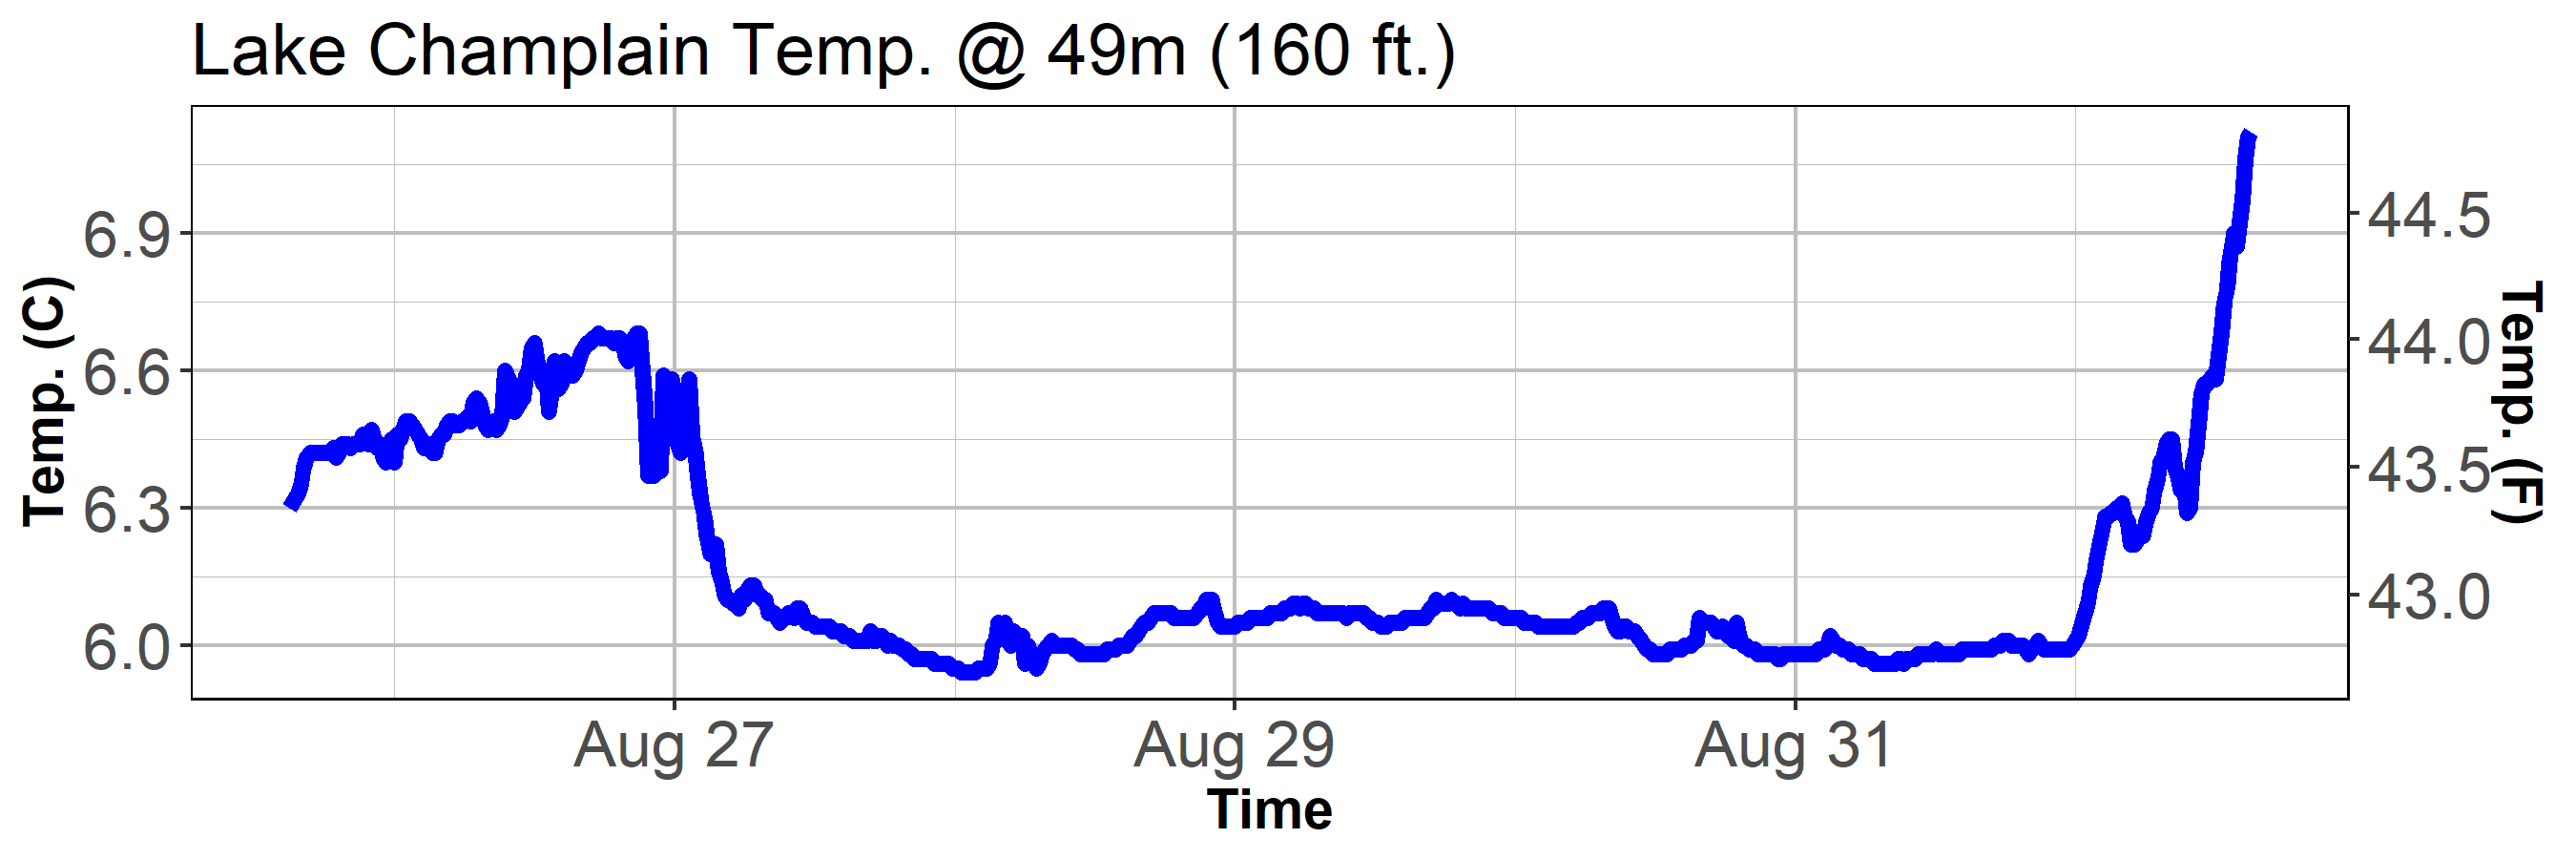 Lake Champlain Temp. @ 49m (160 ft.)
Temp. (C)
6.9
6.6
6.3
6.0
44.5
44.0
43.5
43.0
Temp. (F)
Aug 27
Aug 29
Aug 31
Time